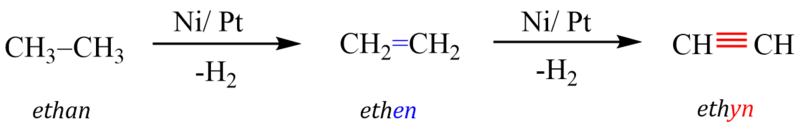 Ni/ Pt Ni/ Pt
CH₃–CH₃ CH₂=CH₂ CH≡CH
-H₂ -H₂
ethan ethen ethyn